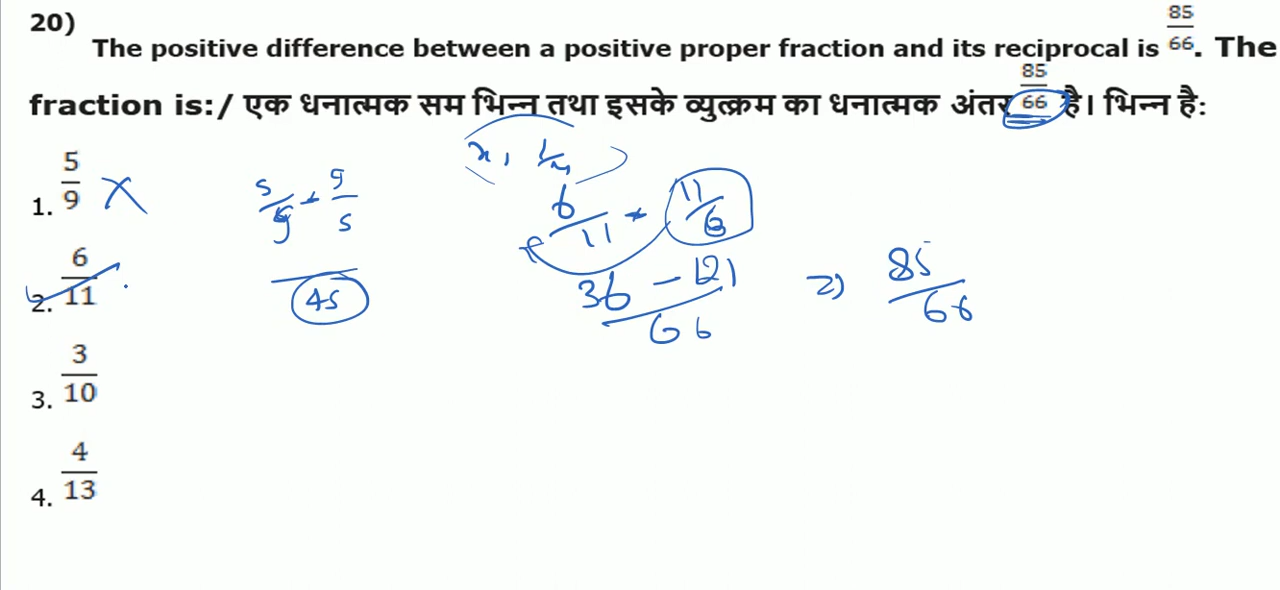 20)
The positive difference between a positive proper fraction and its reciprocal is 85/66. The
fraction is:/ एक धनात्मक सम भिन्न तथा इसके व्युत्क्रम का धनात्मक अंतर 85/66 है। भिन्न है:
x, 1/x
1. 5/9
5/9 - 9/5
45
6/11 - 11/6
2. 6/11
36 - 121 / 66 => 85/66
3. 3/10
4. 4/13